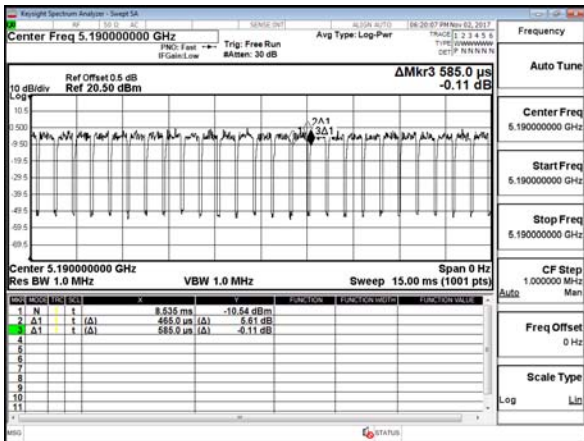 Keysight Spectrum Analyzer - Swept SA
RF 50 Ω AC SENSE:INT ALIGN AUTO 06:20:07 PM Nov 02, 2017
Center Freq 5.190000000 GHz
PNO: Fast
IFGain:Low
Trig: Free Run
#Atten: 30 dB
Avg Type: Log-Pwr
TRACE 1 2 3 4 5 6
TYPE
DET P N N N N N
Ref Offset 0.5 dB
10 dB/div Ref 20.50 dBm
ΔMkr3 585.0 µs
-0.11 dB
Log
10.5
0.500
-9.50
-19.5
-29.5
-39.5
-49.5
-59.5
-69.5
2Δ1
3Δ1
Center 5.190000000 GHz
Span 0 Hz
Res BW 1.0 MHz
VBW 1.0 MHz
Sweep 15.00 ms (1001 pts)
MKR MODE TRC SCL X Y FUNCTION FUNCTION WIDTH FUNCTION VALUE
1 N t 8.535 ms -10.54 dBm
2 Δ1 t (Δ) 465.0 µs (Δ) 5.61 dB
3 Δ1 t (Δ) 585.0 µs (Δ) -0.11 dB
4
5
6
7
8
9
10
11
MSG
STATUS
Frequency
Auto Tune
Center Freq
5.190000000 GHz
Start Freq
5.190000000 GHz
Stop Freq
5.190000000 GHz
CF Step
1.000000 MHz
Auto Man
Freq Offset
0 Hz
Scale Type
Log Lin